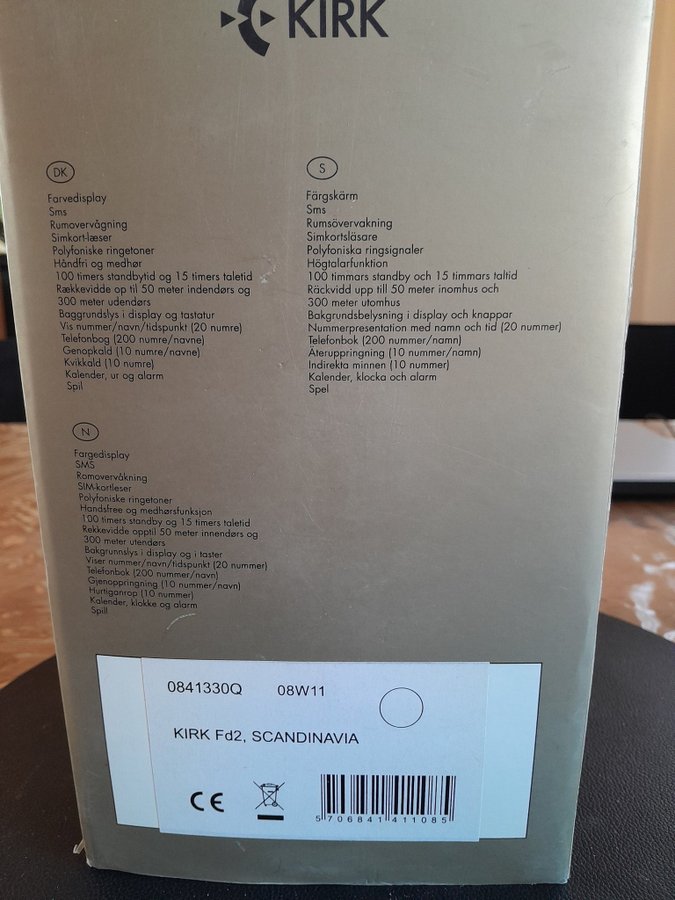 KIRK
DK
Farvedisplay
Sms
Rumovervågning
Simkort-læser
Polyfoniske ringetoner
Håndfri og medhør
100 timers standbytid og 15 timers taletid
Rækkevidde op til 50 meter indendørs og
300 meter udendørs
Baggrundslys i display og tastatur
Vis nummer/navn/tidspunkt (20 numre)
Telefonbog (200 numre/navne)
Genopkald (10 numre/navne)
Kvikkald (10 numre)
Kalender, ur og alarm
Spil
S
Färgskärm
Sms
Rumsövervakning
Simkortsläsare
Polyfoniska ringsignaler
Högtalarfunktion
100 timmars standby och 15 timmars taltid
Räckvidd upp till 50 meter inomhus och
300 meter utomhus
Bakgrundsbelysning i display och knappar
Nummerpresentation med namn och tid (20 nummer)
Telefonbok (200 nummer/namn)
Återuppringning (10 nummer/namn)
Indirekta minnen (10 nummer)
Kalender, klocka och alarm
Spel
N
Fargedisplay
SMS
Romovervåkning
SIM-kortleser
Polyfoniske ringetoner
Handsfree og medhørsfunksjon
100 timers standby og 15 timers taletid
Rekkevidde opptil 50 meter innendørs og
300 meter utendørs
Bakgrunnslys i display og i taster
Viser nummer/navn/tidspunkt (20 nummer)
Telefonbok (200 nummer/navn)
Gjenoppringning (10 nummer/navn)
Hurtiganrop (10 nummer)
Kalender, klokke og alarm
Spill
0841330Q 08W11
KIRK Fd2, SCANDINAVIA
CE
5 706841 411085